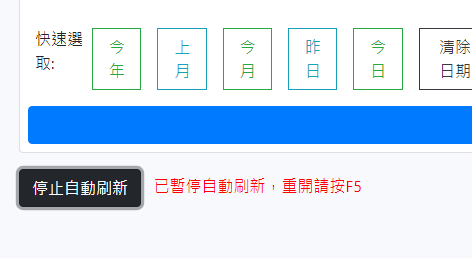 快速選 今 上 今 昨 今 清除
取: 年 月 月 日 日 日期
停止自動刷新 已暫停自動刷新，重開請按F5